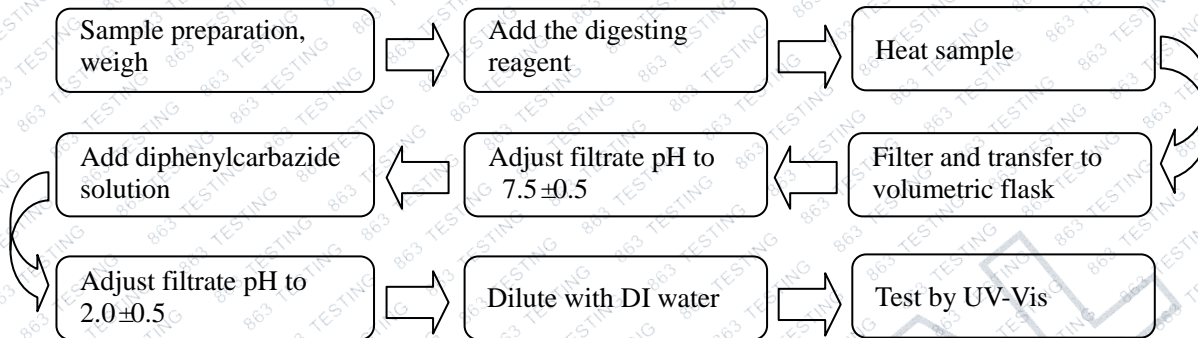 Sample preparation,
weigh
Add the digesting
reagent
Heat sample
Filter and transfer to
volumetric flask
Adjust filtrate pH to
7.5±0.5
Add diphenylcarbazide
solution
Adjust filtrate pH to
2.0±0.5
Dilute with DI water
Test by UV-Vis
863 TESTING